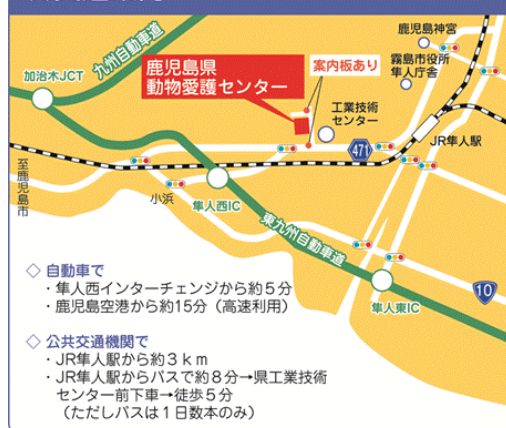 鹿児島神宮
九州自動車道
加治木JCT
鹿児島県
動物愛護センター
案内板あり
霧島市役所
隼人庁舎
工業技術
センター
471
JR隼人駅
至鹿児島市
小浜
隼人西IC
東九州自動車道
隼人東IC
10
◇ 自動車で
・隼人西インターチェンジから約５分
・鹿児島空港から約15分（高速利用）
◇ 公共交通機関で
・JR隼人駅から約３ｋｍ
・JR隼人駅からバスで約８分→県工業技術
センター前下車→徒歩５分
（ただしバスは１日数本のみ）